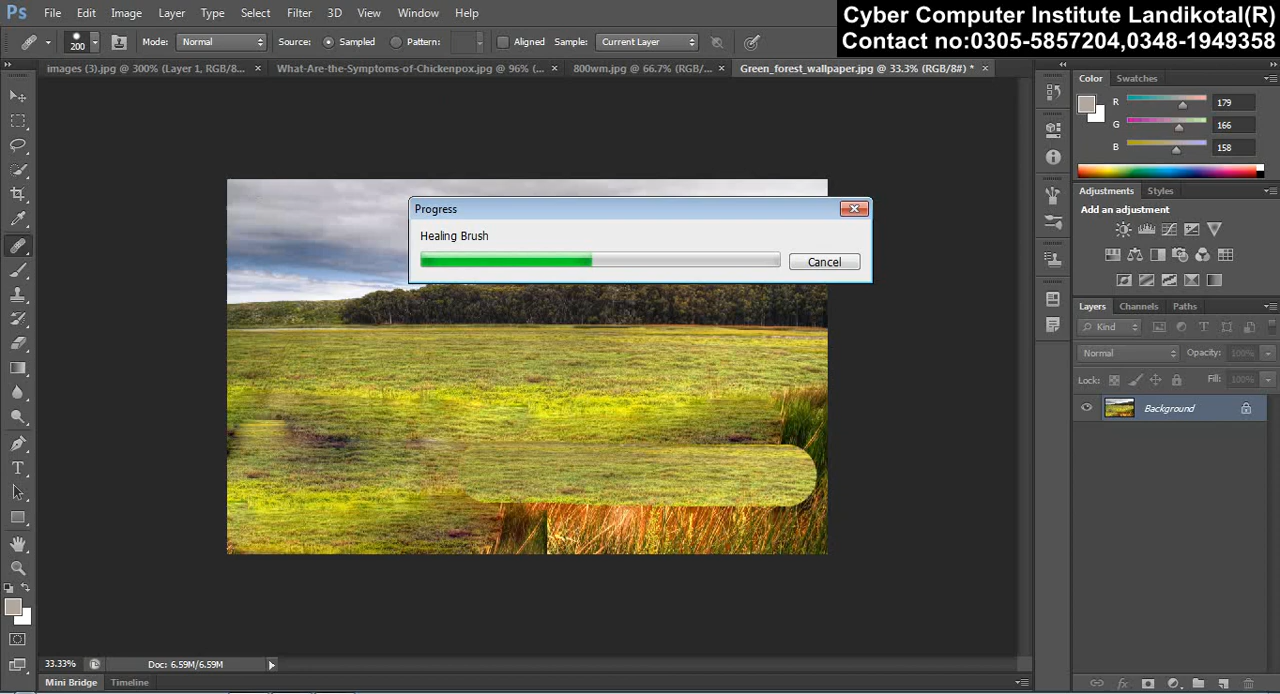 Ps File Edit Image Layer Type Select Filter 3D View Window Help
Cyber Computer Institute Landikotal(R)
Contact no:0305-5857204,0348-1949358
200 Mode: Normal Source: Sampled Pattern: Aligned Sample: Current Layer
images (3).jpg @ 300% (Layer 1, RGB/8... × What-Are-the-Symptoms-of-Chickenpox.jpg @ 96% (... × 800wm.jpg @ 66.7% (RGB/... × Green_forest_wallpaper.jpg @ 33.3% (RGB/8#) * ×
Color Swatches
R 179
G 166
B 158
Adjustments Styles
Add an adjustment
Progress
Healing Brush
Cancel
Layers Channels Paths
Kind
Normal Opacity: 100%
Lock: Fill: 100%
Background
33.33% Doc: 6.59M/6.59M
Mini Bridge Timeline